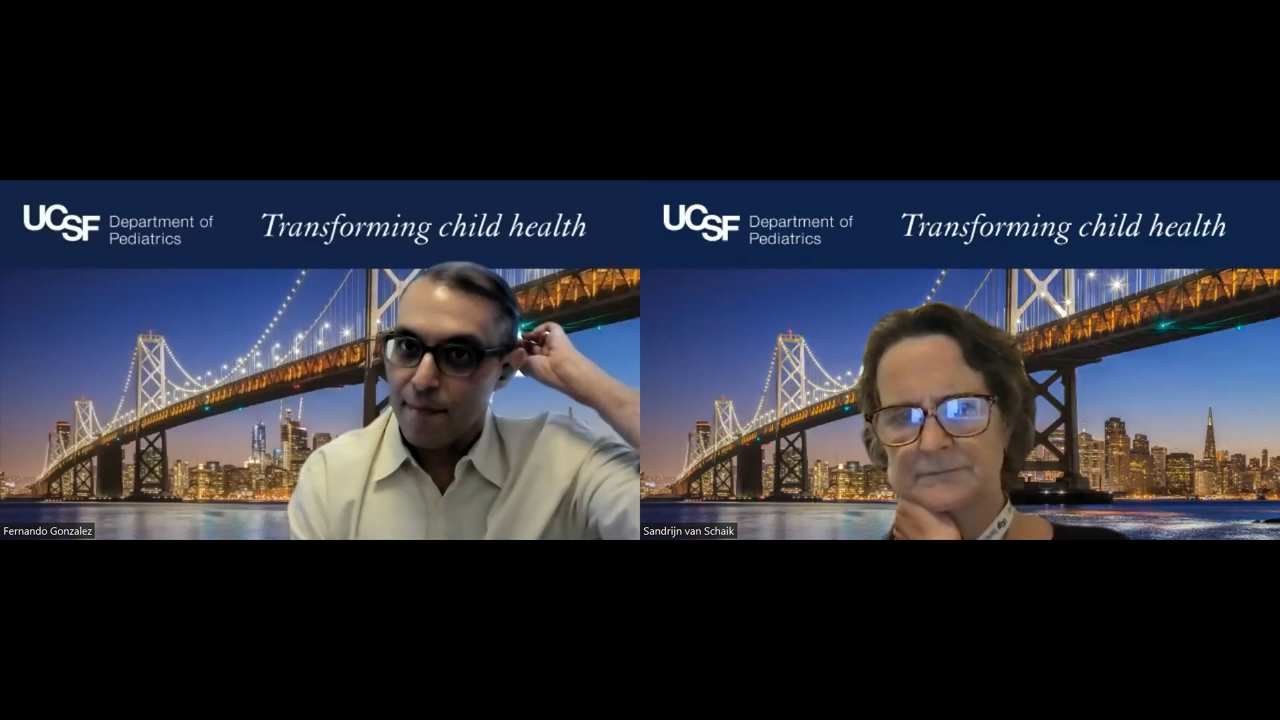 UCSF Department of
Pediatrics
Transforming child health
UCSF Department of
Pediatrics
Transforming child health
Fernando Gonzalez
Sandrijn van Schaik